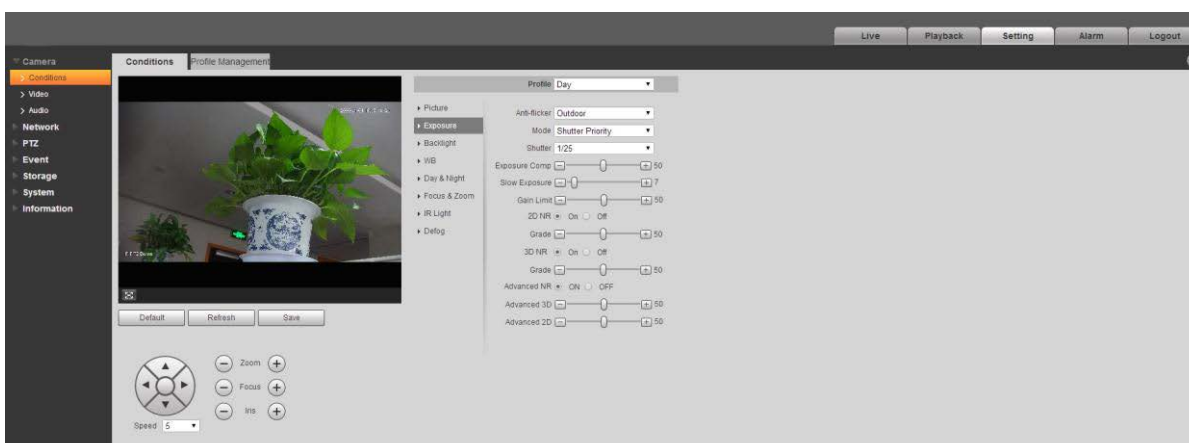 Live Playback Setting Alarm Logout
Camera
Conditions
Video
Audio
Network
PTZ
Event
Storage
System
Information
Conditions Profile Management
Default Refresh Save
Zoom
Focus
Iris
Speed 5
Picture
Exposure
Backlight
WB
Day & Night
Focus & Zoom
IR Light
Defog
Profile Day
Anti-flicker Outdoor
Mode Shutter Priority
Shutter 1/25
Exposure Comp 50
Slow Exposure 7
Gain Limit 50
2D NR On Off
Grade 50
3D NR On Off
Grade 50
Advanced NR ON OFF
Advanced 3D 50
Advanced 2D 50